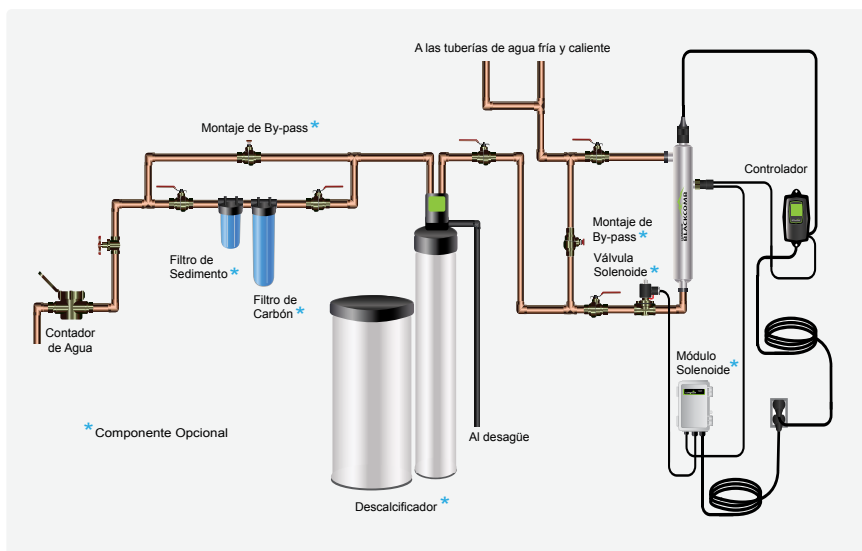 A las tuberías de agua fría y caliente
Montaje de By-pass *
Controlador
BLACKCOMB
Montaje de
By-pass *
Filtro de
Sedimento *
Válvula
Solenoide *
Filtro de
Carbón *
Contador
de Agua
Módulo
Solenoide *
* Componente Opcional
Al desagüe
Descalcificador *